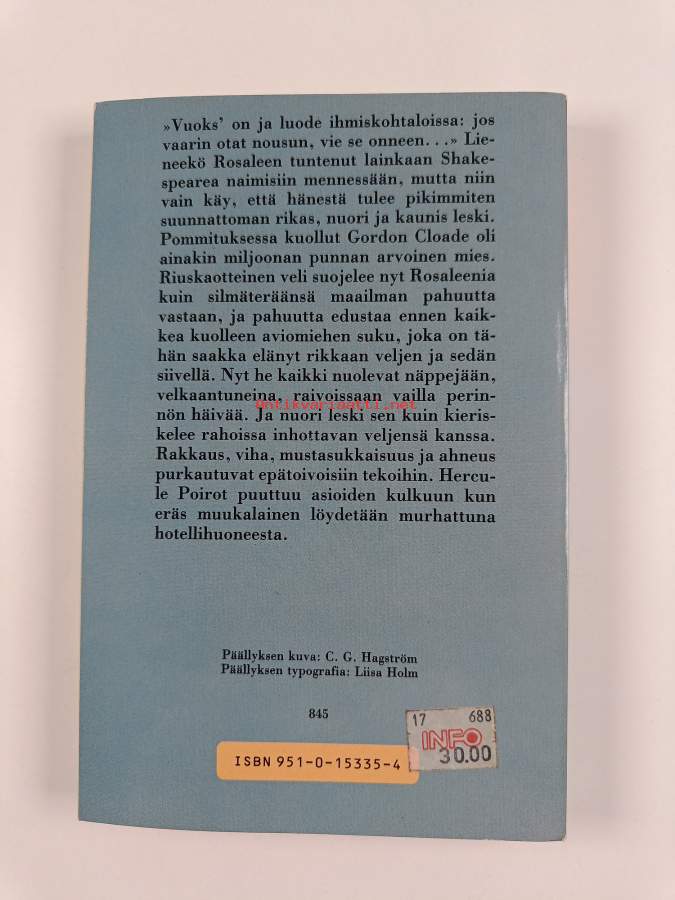 »Vuoks’ on ja luode ihmiskohtaloissa: jos
vaarin otat nousun, vie se onneen...» Lie-
neekö Rosaleen tuntenut lainkaan Shake-
spearea naimisiin mennessään, mutta niin
vain käy, että hänestä tulee pikimmiten
suunnattoman rikas, nuori ja kaunis leski.
Pommituksessa kuollut Gordon Cloade oli
ainakin miljoonan punnan arvoinen mies.
Riuskaotteinen veli suojelee nyt Rosaleenia
kuin silmäteräänsä maailman pahuutta
vastaan, ja pahuutta edustaa ennen kaik-
kea kuolleen aviomiehen suku, joka on tä-
hän saakka elänyt rikkaan veljen ja sedän
siivellä. Nyt he kaikki nuolevat näppejään,
velkaantuneina, raivoissaan vailla perin-
Antikvariaatti.net
nön häivää. Ja nuori leski sen kuin kieris-
kelee rahoissa inhottavan veljensä kanssa.
Rakkaus, viha, mustasukkaisuus ja ahneus
purkautuvat epätoivoisiin tekoihin. Hercu-
le Poirot puuttuu asioiden kulkuun kun
eräs muukalainen löydetään murhattuna
hotellihuoneesta.
Päällyksen kuva: C. G. Hagström
Päällyksen typografia: Liisa Holm
845
17 688
INFO
30.00
ISBN 951-0-15335-4